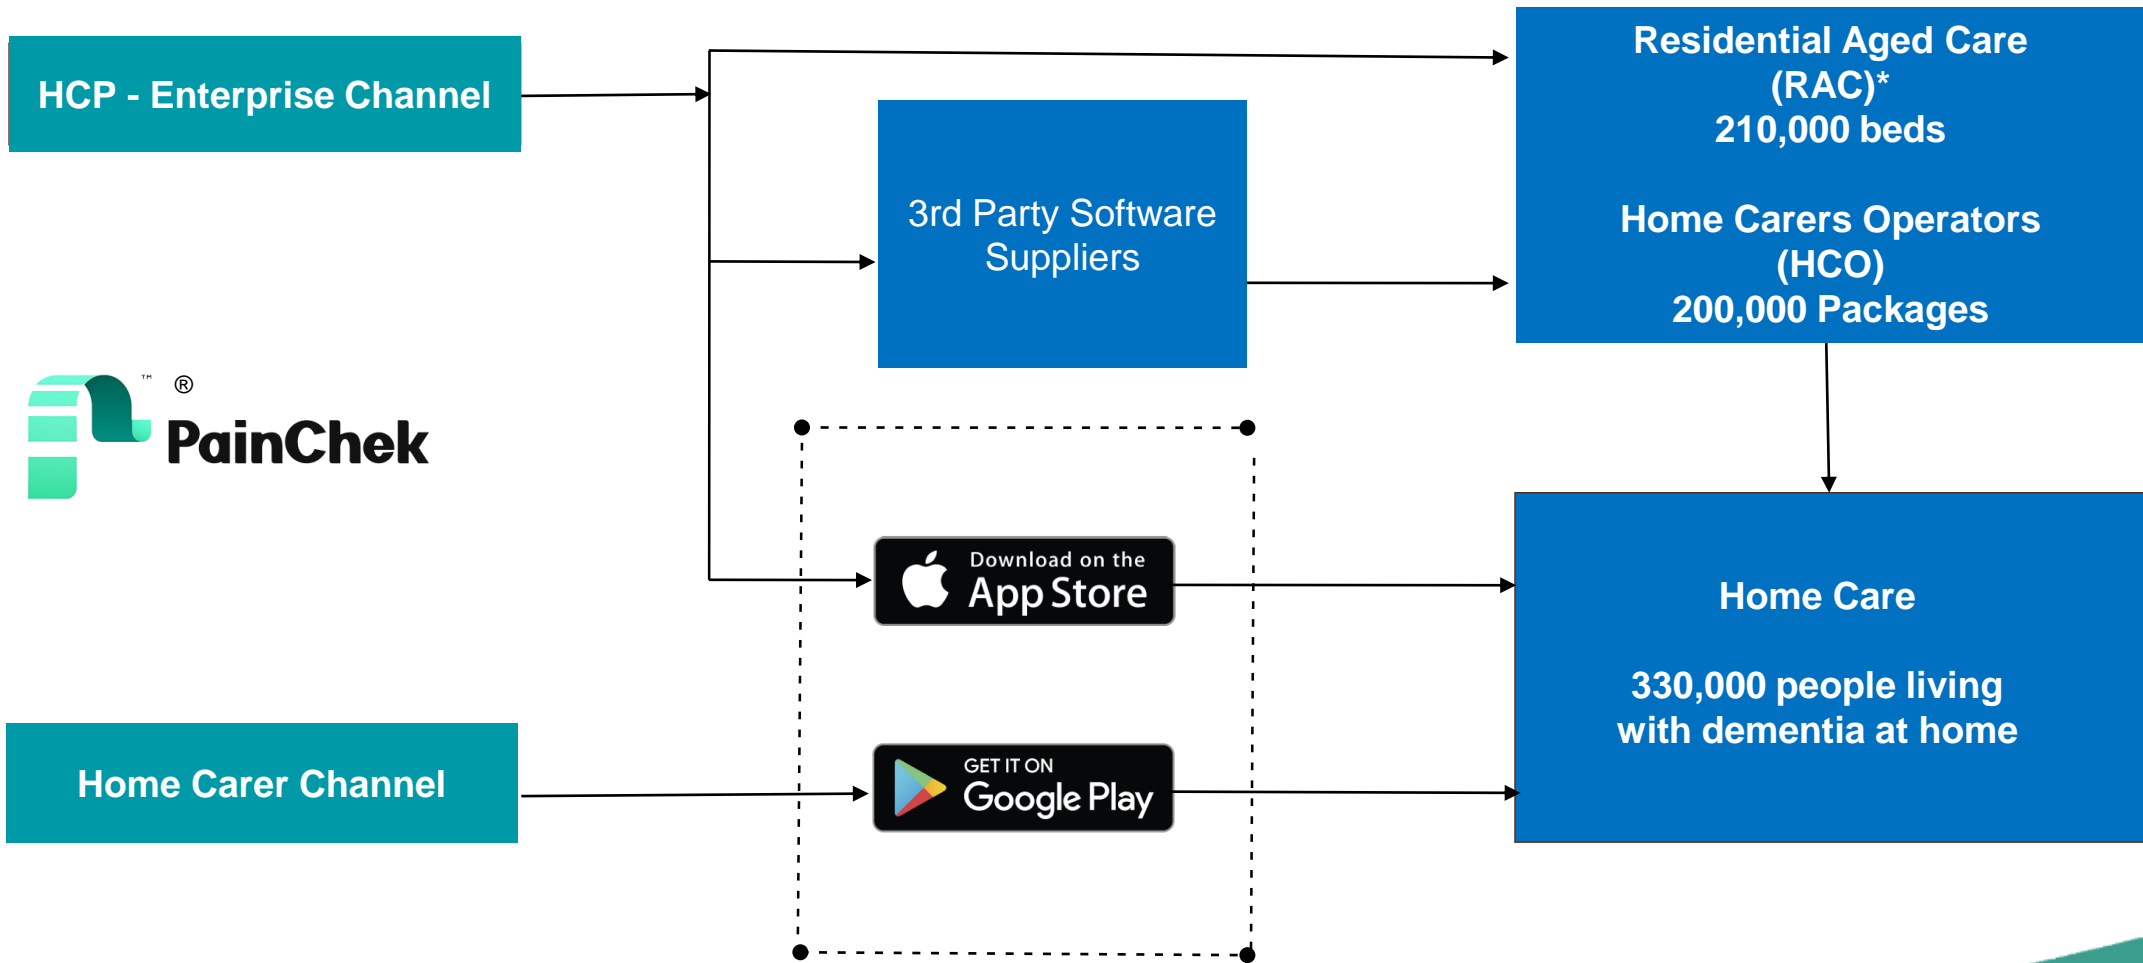 HCP - Enterprise Channel
Residential Aged Care
(RAC)*
210,000 beds
Home Carers Operators
(HCO)
200,000 Packages
3rd Party Software
Suppliers
™ ®
PainChek
Download on the
App Store
Home Care
330,000 people living
with dementia at home
Home Carer Channel
GET IT ON
Google Play